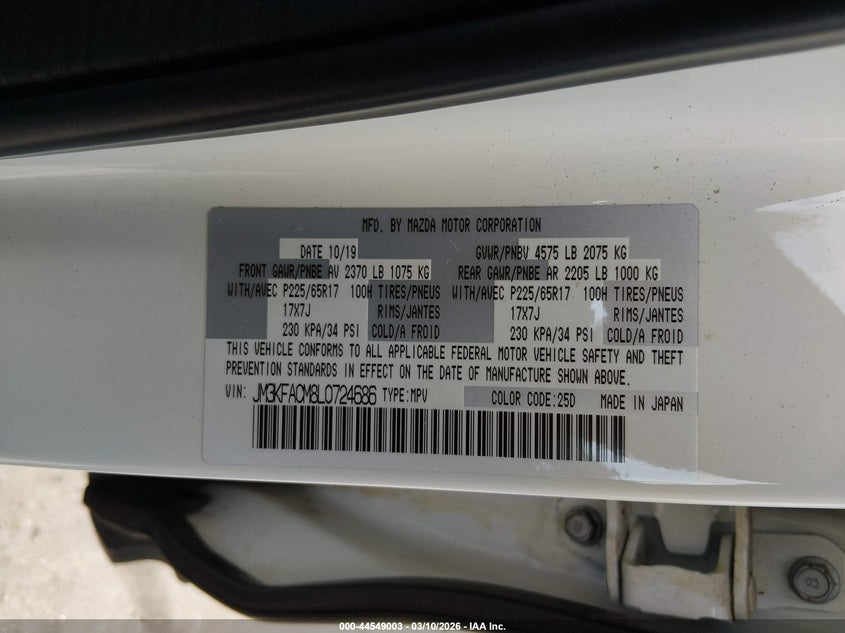 MFD. BY MAZDA MOTOR CORPORATION
DATE 10/19 GVWR/PNBV 4575 LB 2075 KG
FRONT GAWR/PNBE AV 2370 LB 1075 KG REAR GAWR/PNBE AR 2205 LB 1000 KG
WITH/AVEC P225/65R17 100H TIRES/PNEUS WITH/AVEC P225/65R17 100H TIRES/PNEUS
17X7J RIMS/JANTES 17X7J RIMS/JANTES
230 KPA/34 PSI COLD/A FROID 230 KPA/34 PSI COLD/A FROID
THIS VEHICLE CONFORMS TO ALL APPLICABLE FEDERAL MOTOR VEHICLE SAFETY AND THEFT
PREVENTION STANDARDS IN EFFECT ON THE DATE OF MANUFACTURE SHOWN ABOVE.
VIN: JM3KFACM8L0724686 TYPE:MPV COLOR CODE:25D MADE IN JAPAN
8
000-44549003 - 03/10/2026 - IAA Inc.